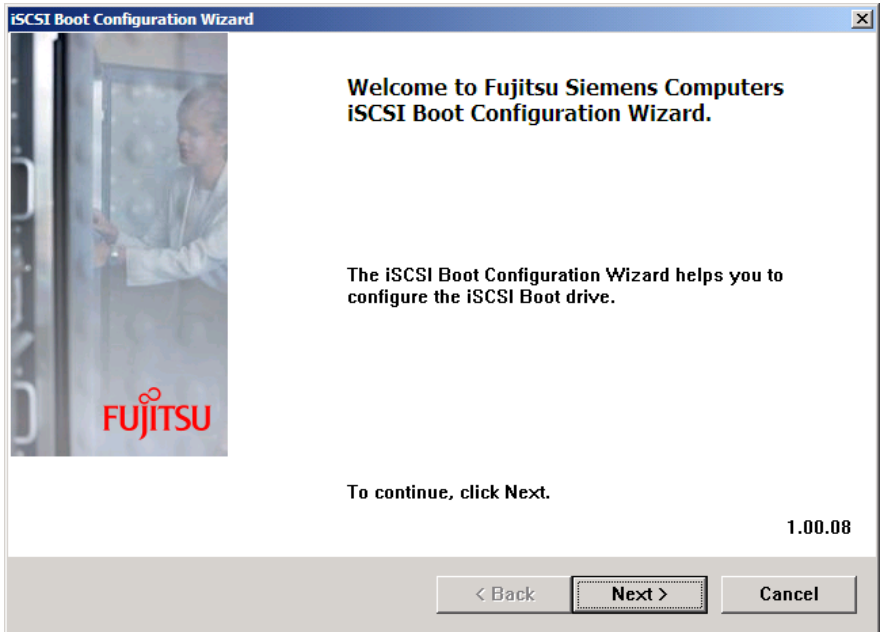 iSCSI Boot Configuration Wizard
Welcome to Fujitsu Siemens Computers
iSCSI Boot Configuration Wizard.
The iSCSI Boot Configuration Wizard helps you to
configure the iSCSI Boot drive.
FUJITSU
To continue, click Next.
1.00.08
< Back
Next >
Cancel